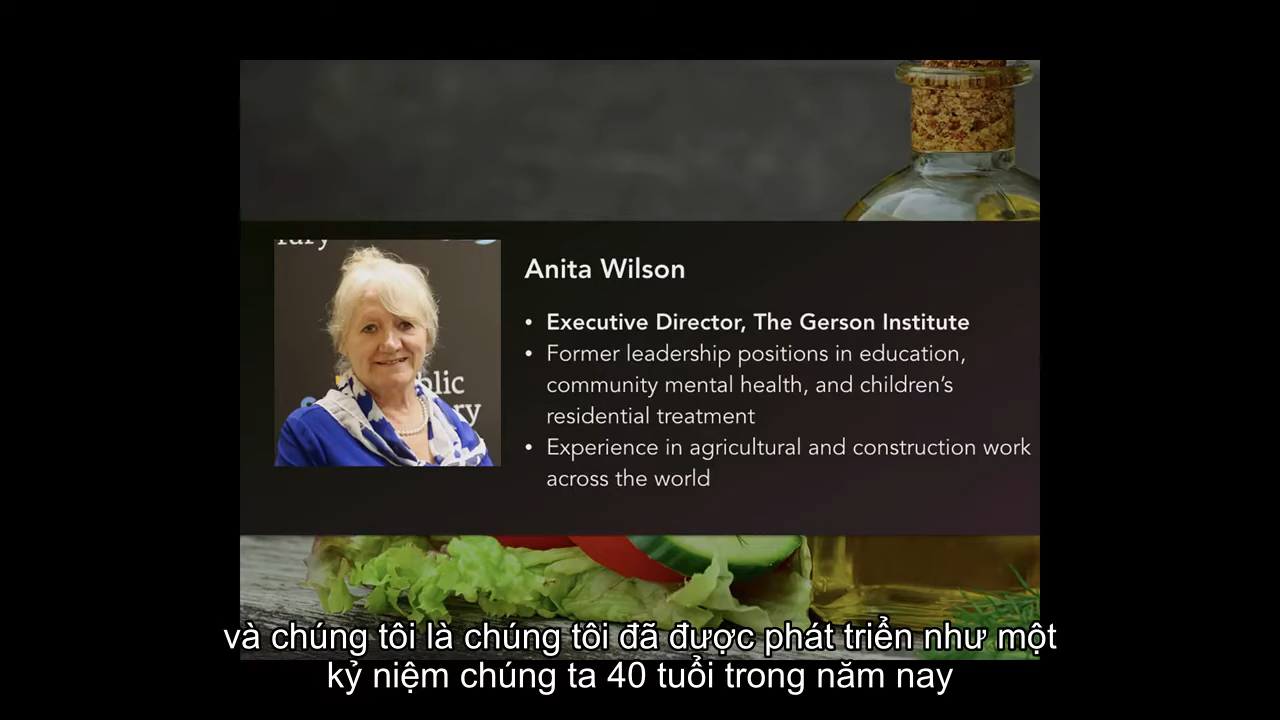 Anita Wilson
• Executive Director, The Gerson Institute
• Former leadership positions in education,
community mental health, and children’s
residential treatment
• Experience in agricultural and construction work
across the world
và chúng tôi là chúng tôi đã được phát triển như một
kỷ niệm chúng ta 40 tuổi trong năm nay